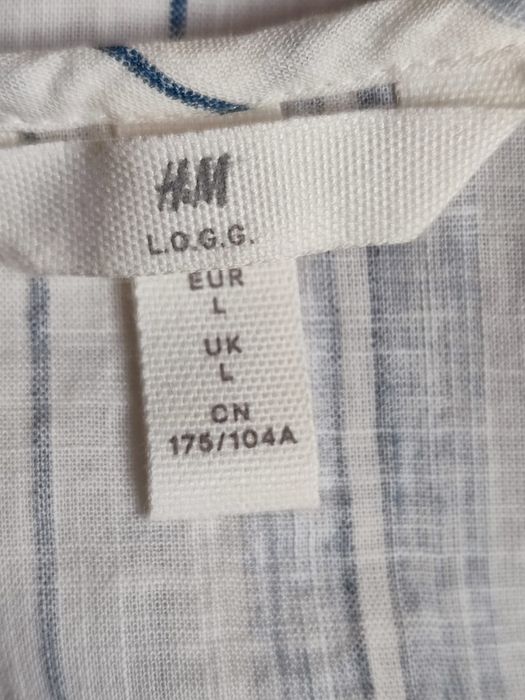 H&M
L.O.G.G.
EUR
L
UK
L
CN
175/104A